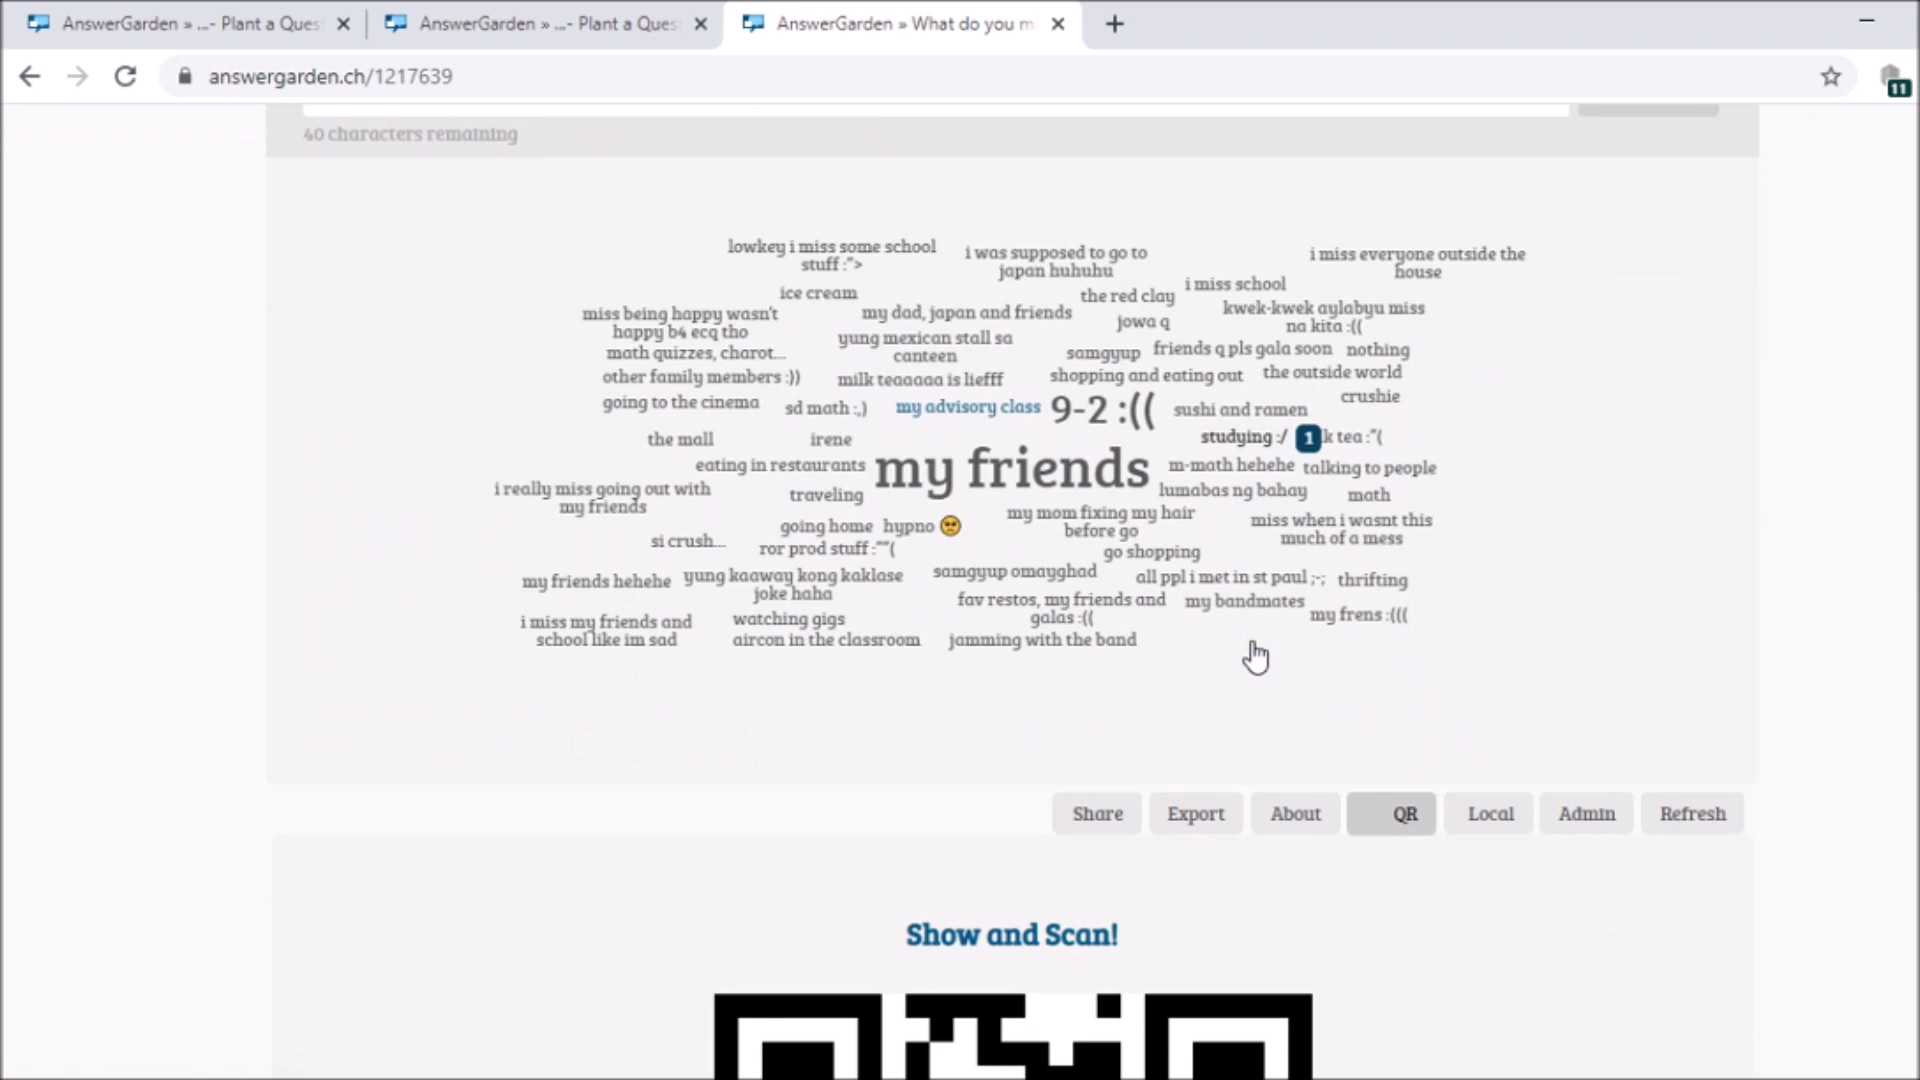 AnswerGarden » ...- Plant a Ques
AnswerGarden » ...- Plant a Ques
AnswerGarden » What do you m
answergarden.ch/1217639
11
40 characters remaining
lowkey i miss some school
stuff :">
i was supposed to go to
japan huhuhu
i miss everyone outside the
house
i miss school
ice cream
the red clay
miss being happy wasn't
happy b4 ecq tho
my dad, japan and friends
jowa q
kwek-kwek aylabyu miss
na kita :((
yung mexican stall sa
canteen
math quizzes, charot...
samgyup
friends q pls gala soon
nothing
other family members :))
milk teaaaaa is liefff
shopping and eating out
the outside world
crushie
going to the cinema
sd math :,)
my advisory class
9-2 :((
sushi and ramen
the mall
irene
studying :/
1
k tea :"(
eating in restaurants
my friends
m-math hehehe
talking to people
i really miss going out with
my friends
traveling
lumabas ng bahay
math
going home
hypno 🥺
my mom fixing my hair
before go
miss when i wasnt this
much of a mess
si crush...
ror prod stuff :""(
go shopping
my friends hehehe
yung kaaway kong kaklase
joke haha
samgyup omayghad
all ppl i met in st paul ;-;
thrifting
fav restos, my friends and
galas :((
my bandmates
my frens :(((
i miss my friends and
school like im sad
watching gigs
aircon in the classroom
jamming with the band
Share
Export
About
QR
Local
Admin
Refresh
Show and Scan!